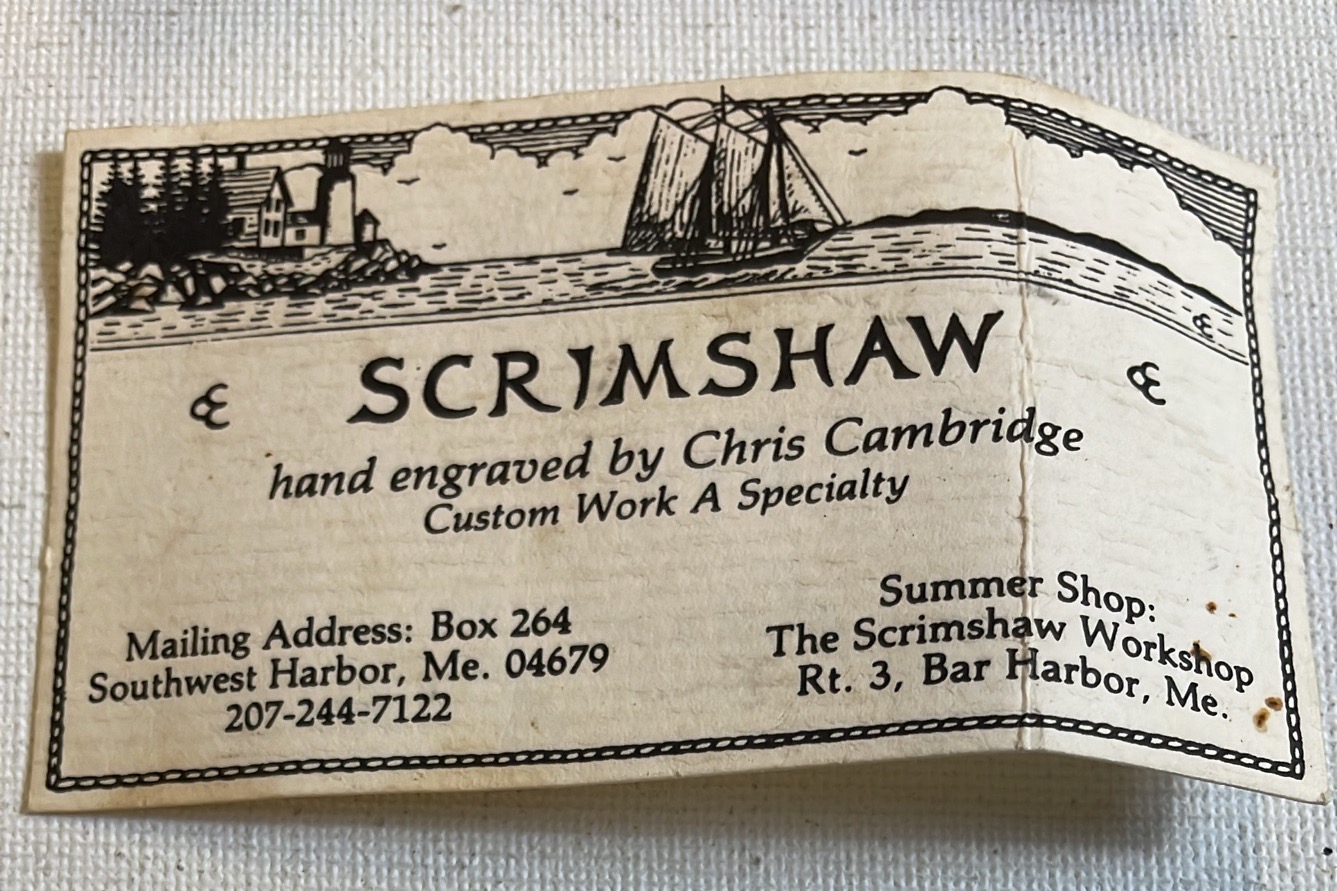 SCRIMSHAW
hand engraved by Chris Cambridge
Custom Work A Specialty
Mailing Address: Box 264
Southwest Harbor, Me. 04679
207-244-7122
Summer Shop:
The Scrimshaw Workshop
Rt. 3, Bar Harbor, Me.